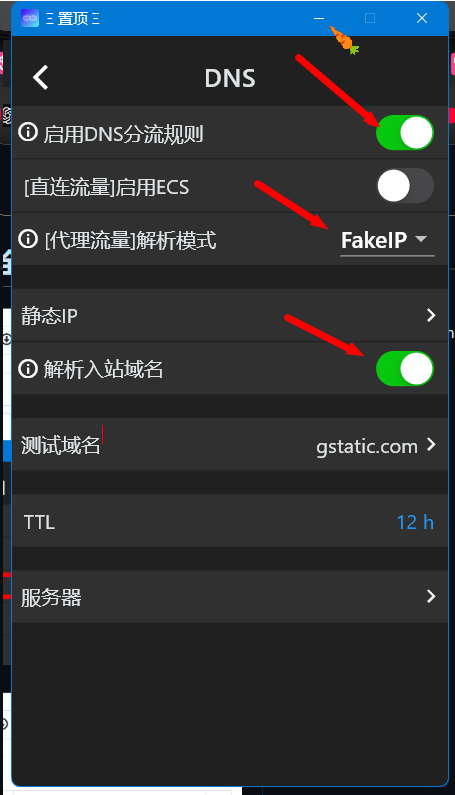 Ξ 置顶 Ξ
DNS
启用DNS分流规则
[直连流量]启用ECS
[代理流量]解析模式 FakeIP
静态IP
解析入站域名
测试域名 gstatic.com
TTL 12 h
服务器